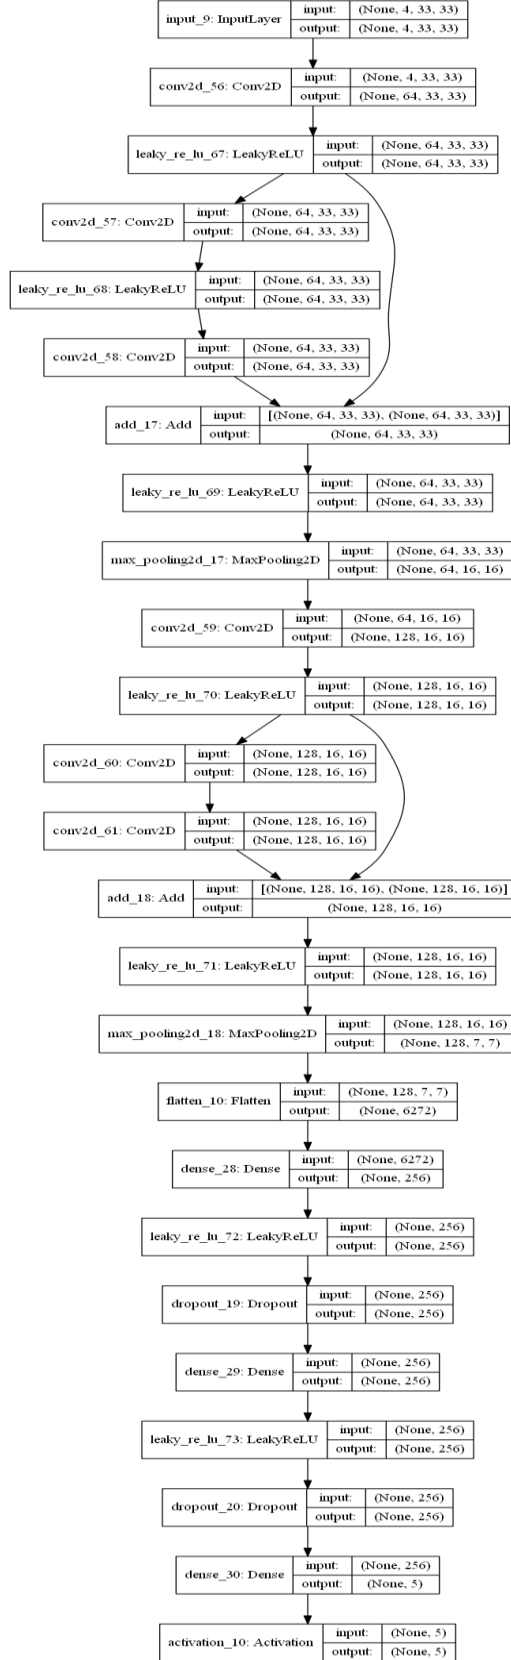 input_9: InputLayer
input: (None, 4, 33, 33)
output: (None, 4, 33, 33)
conv2d_56: Conv2D
input: (None, 4, 33, 33)
output: (None, 64, 33, 33)
leaky_re_lu_67: LeakyReLU
input: (None, 64, 33, 33)
output: (None, 64, 33, 33)
conv2d_57: Conv2D
input: (None, 64, 33, 33)
output: (None, 64, 33, 33)
leaky_re_lu_68: LeakyReLU
input: (None, 64, 33, 33)
output: (None, 64, 33, 33)
conv2d_58: Conv2D
input: (None, 64, 33, 33)
output: (None, 64, 33, 33)
add_17: Add
input: [(None, 64, 33, 33), (None, 64, 33, 33)]
output: (None, 64, 33, 33)
leaky_re_lu_69: LeakyReLU
input: (None, 64, 33, 33)
output: (None, 64, 33, 33)
max_pooling2d_17: MaxPooling2D
input: (None, 64, 33, 33)
output: (None, 64, 16, 16)
conv2d_59: Conv2D
input: (None, 64, 16, 16)
output: (None, 128, 16, 16)
leaky_re_lu_70: LeakyReLU
input: (None, 128, 16, 16)
output: (None, 128, 16, 16)
conv2d_60: Conv2D
input: (None, 128, 16, 16)
output: (None, 128, 16, 16)
conv2d_61: Conv2D
input: (None, 128, 16, 16)
output: (None, 128, 16, 16)
add_18: Add
input: [(None, 128, 16, 16), (None, 128, 16, 16)]
output: (None, 128, 16, 16)
leaky_re_lu_71: LeakyReLU
input: (None, 128, 16, 16)
output: (None, 128, 16, 16)
max_pooling2d_18: MaxPooling2D
input: (None, 128, 16, 16)
output: (None, 128, 7, 7)
flatten_10: Flatten
input: (None, 128, 7, 7)
output: (None, 6272)
dense_28: Dense
input: (None, 6272)
output: (None, 256)
leaky_re_lu_72: LeakyReLU
input: (None, 256)
output: (None, 256)
dropout_19: Dropout
input: (None, 256)
output: (None, 256)
dense_29: Dense
input: (None, 256)
output: (None, 256)
leaky_re_lu_73: LeakyReLU
input: (None, 256)
output: (None, 256)
dropout_20: Dropout
input: (None, 256)
output: (None, 256)
dense_30: Dense
input: (None, 256)
output: (None, 5)
activation_10: Activation
input: (None, 5)
output: (None, 5)